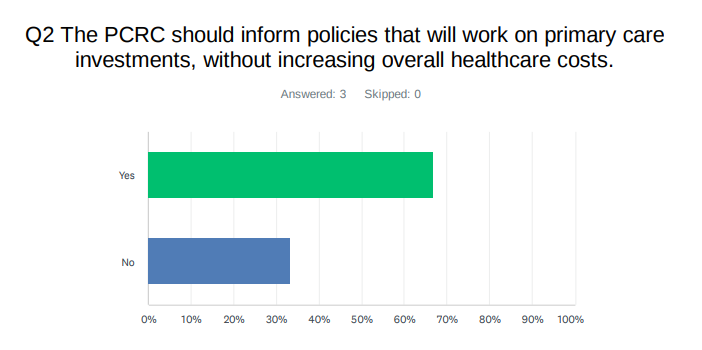 Q2 The PCRC should inform policies that will work on primary care
investments, without increasing overall healthcare costs.
Answered: 3 Skipped: 0
Yes
No
0% 10% 20% 30% 40% 50% 60% 70% 80% 90% 100%